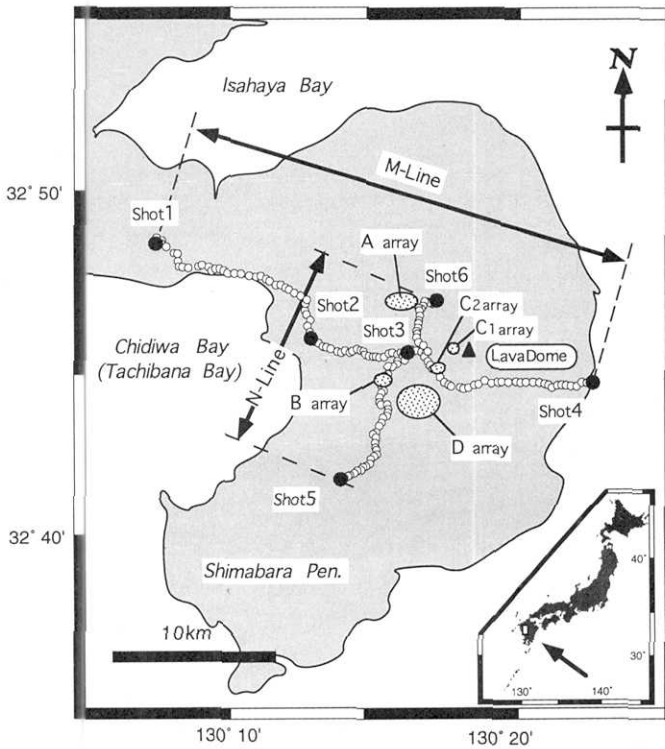 Isahaya Bay
N
M-Line
32° 50'
Shot1
A array
Shot6
Shot2
C2 array
Shot3
C1 array
Chidiwa Bay
(Tachibana Bay)
N-Line
LavaDome
B array
Shot4
D array
Shot5
32° 40'
Shimabara Pen.
40°
10km
30°
130°
140°
130° 10'
130° 20'